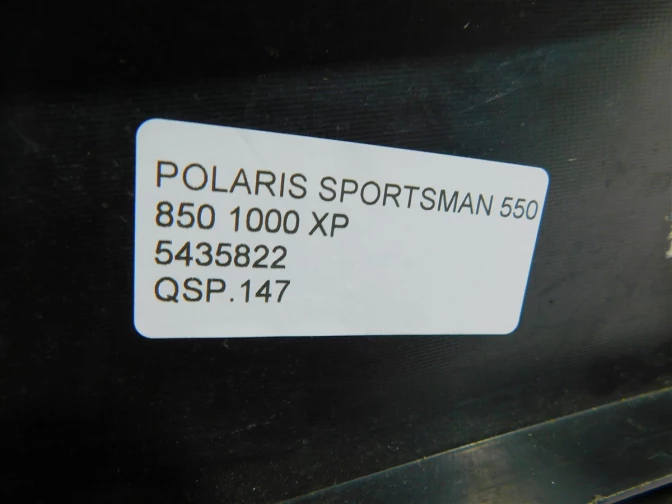 POLARIS SPORTSMAN 550
850 1000 XP
5435822
QSP.147